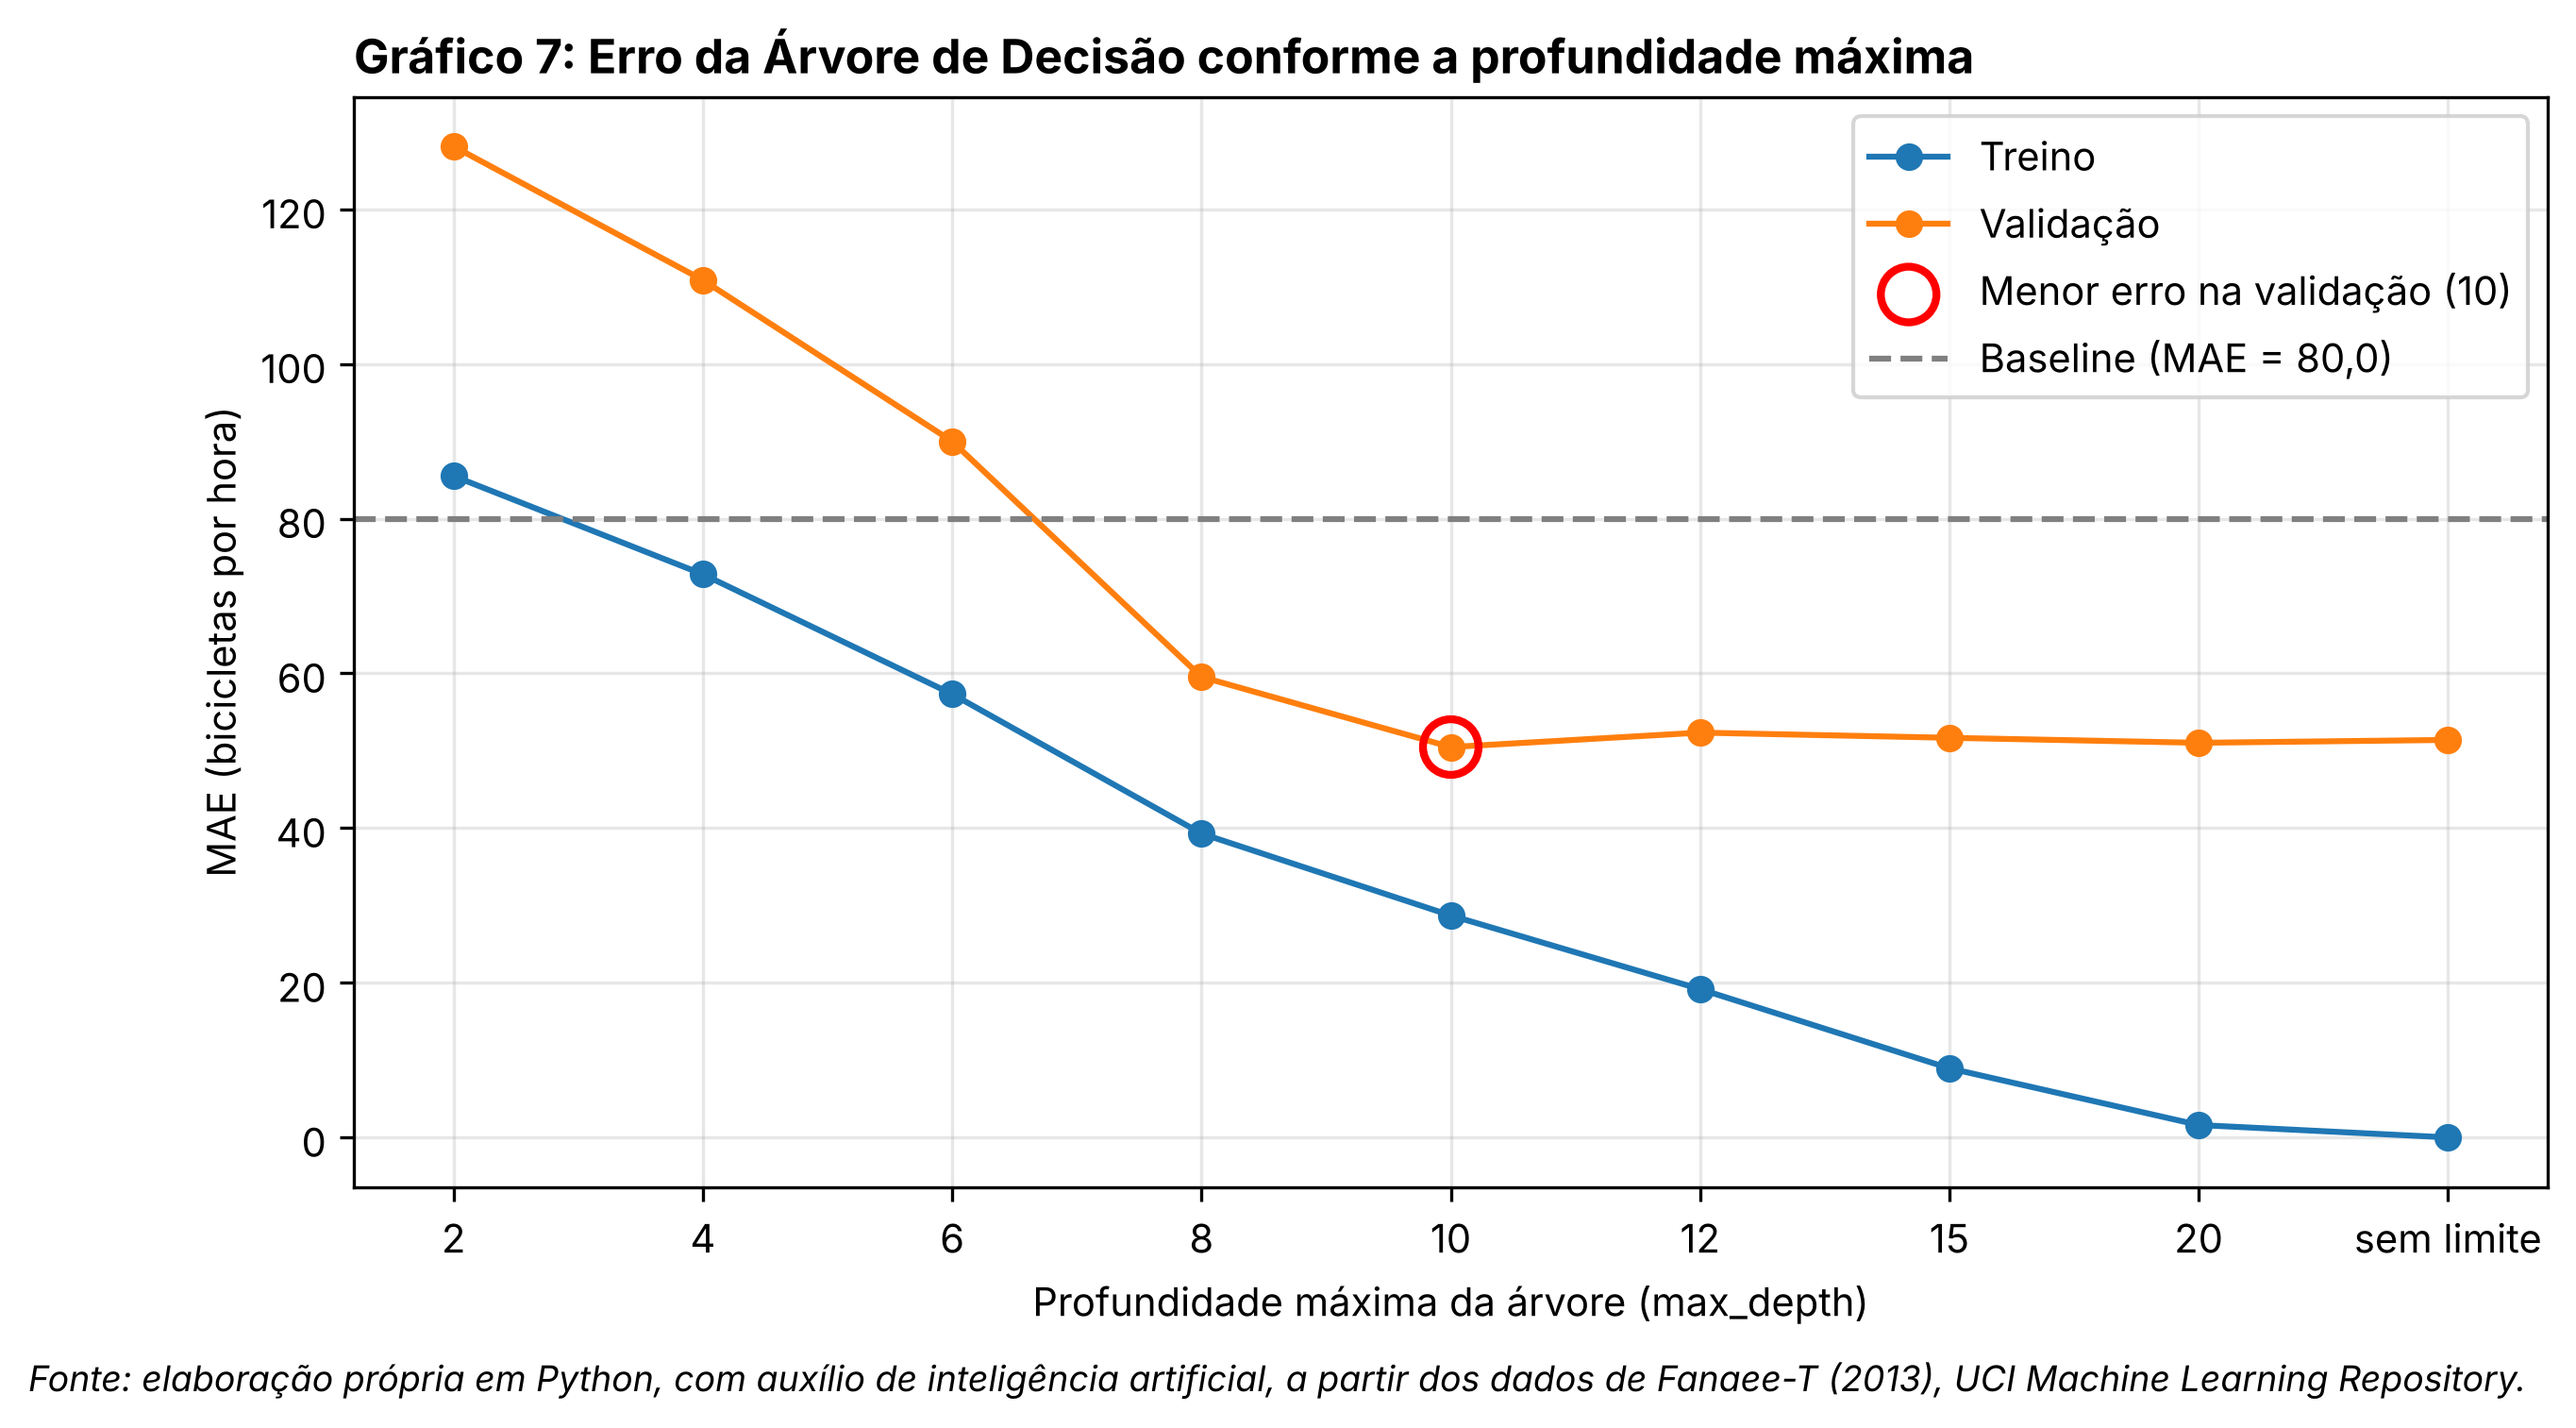 Gráfico 7: Erro da Árvore de Decisão conforme a profundidade máxima
Treino
Validação
Menor erro na validação (10)
Baseline (MAE = 80,0)
MAE (bicicletas por hora)
120
100
80
60
40
20
0
2 4 6 8 10 12 15 20 sem limite
Profundidade máxima da árvore (max_depth)
Fonte: elaboração própria em Python, com auxílio de inteligência artificial, a partir dos dados de Fanaee-T (2013), UCI Machine Learning Repository.